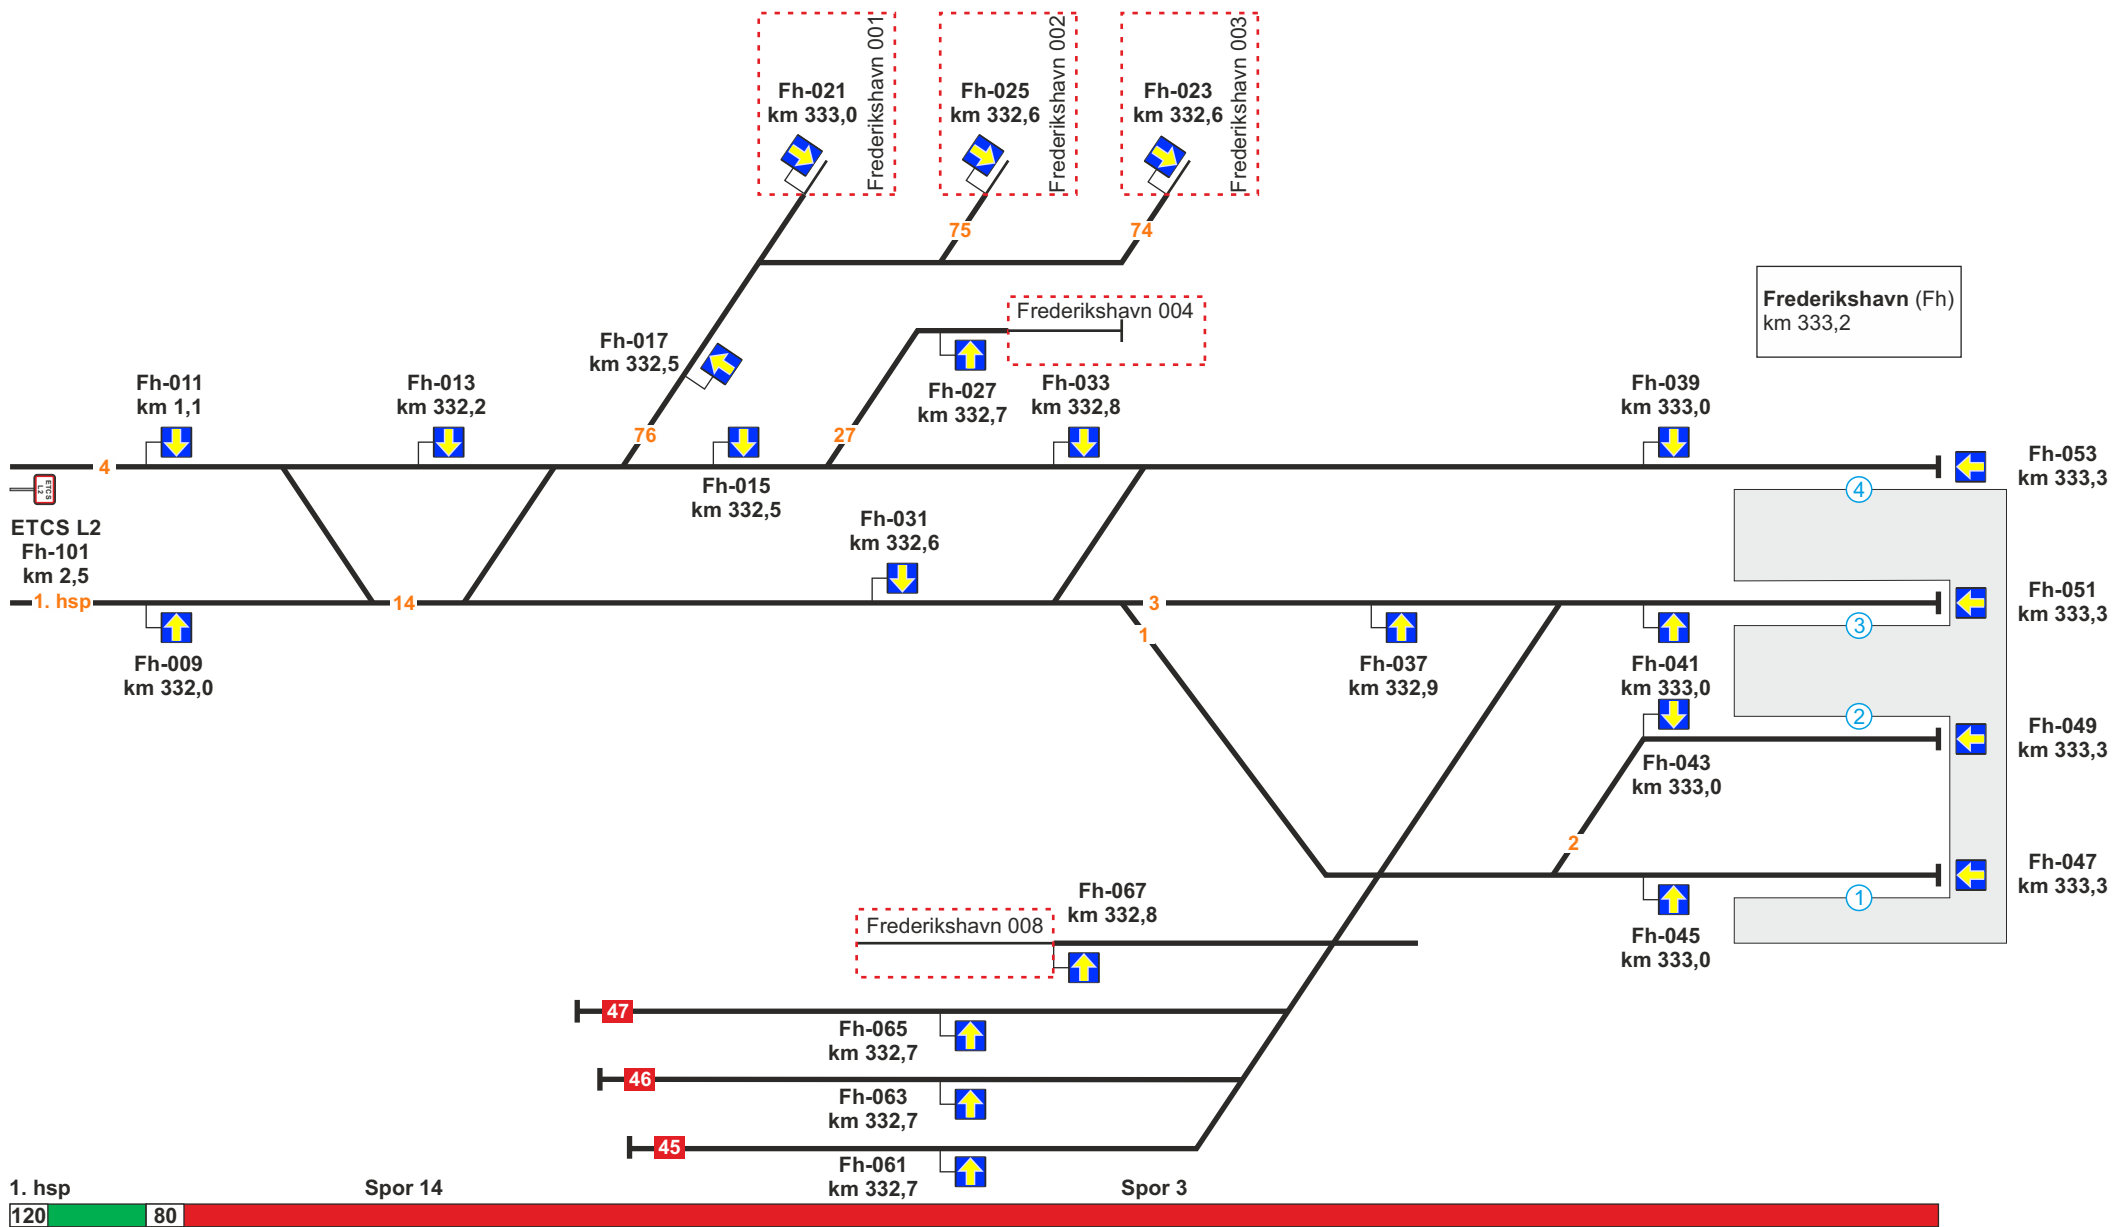 Frederikshavn 001
Frederikshavn 002
Frederikshavn 003
Fh-021
km 333,0
Fh-025
km 332,6
Fh-023
km 332,6
75
74
Frederikshavn (Fh)
km 333,2
Frederikshavn 004
Fh-017
km 332,5
Fh-011
km 1,1
Fh-013
km 332,2
Fh-027
km 332,7
Fh-033
km 332,8
Fh-039
km 333,0
76
27
4
Fh-053
km 333,3
ETCS
L2
4
Fh-015
km 332,5
ETCS L2
Fh-101
km 2,5
Fh-031
km 332,6
1. hsp
14
3
Fh-051
km 333,3
1
3
Fh-009
km 332,0
Fh-037
km 332,9
Fh-041
km 333,0
2
Fh-049
km 333,3
Fh-043
km 333,0
2
Fh-047
km 333,3
1
Fh-067
km 332,8
Frederikshavn 008
Fh-045
km 333,0
47
Fh-065
km 332,7
46
Fh-063
km 332,7
45
Fh-061
km 332,7
1. hsp
Spor 14
Spor 3
120
80